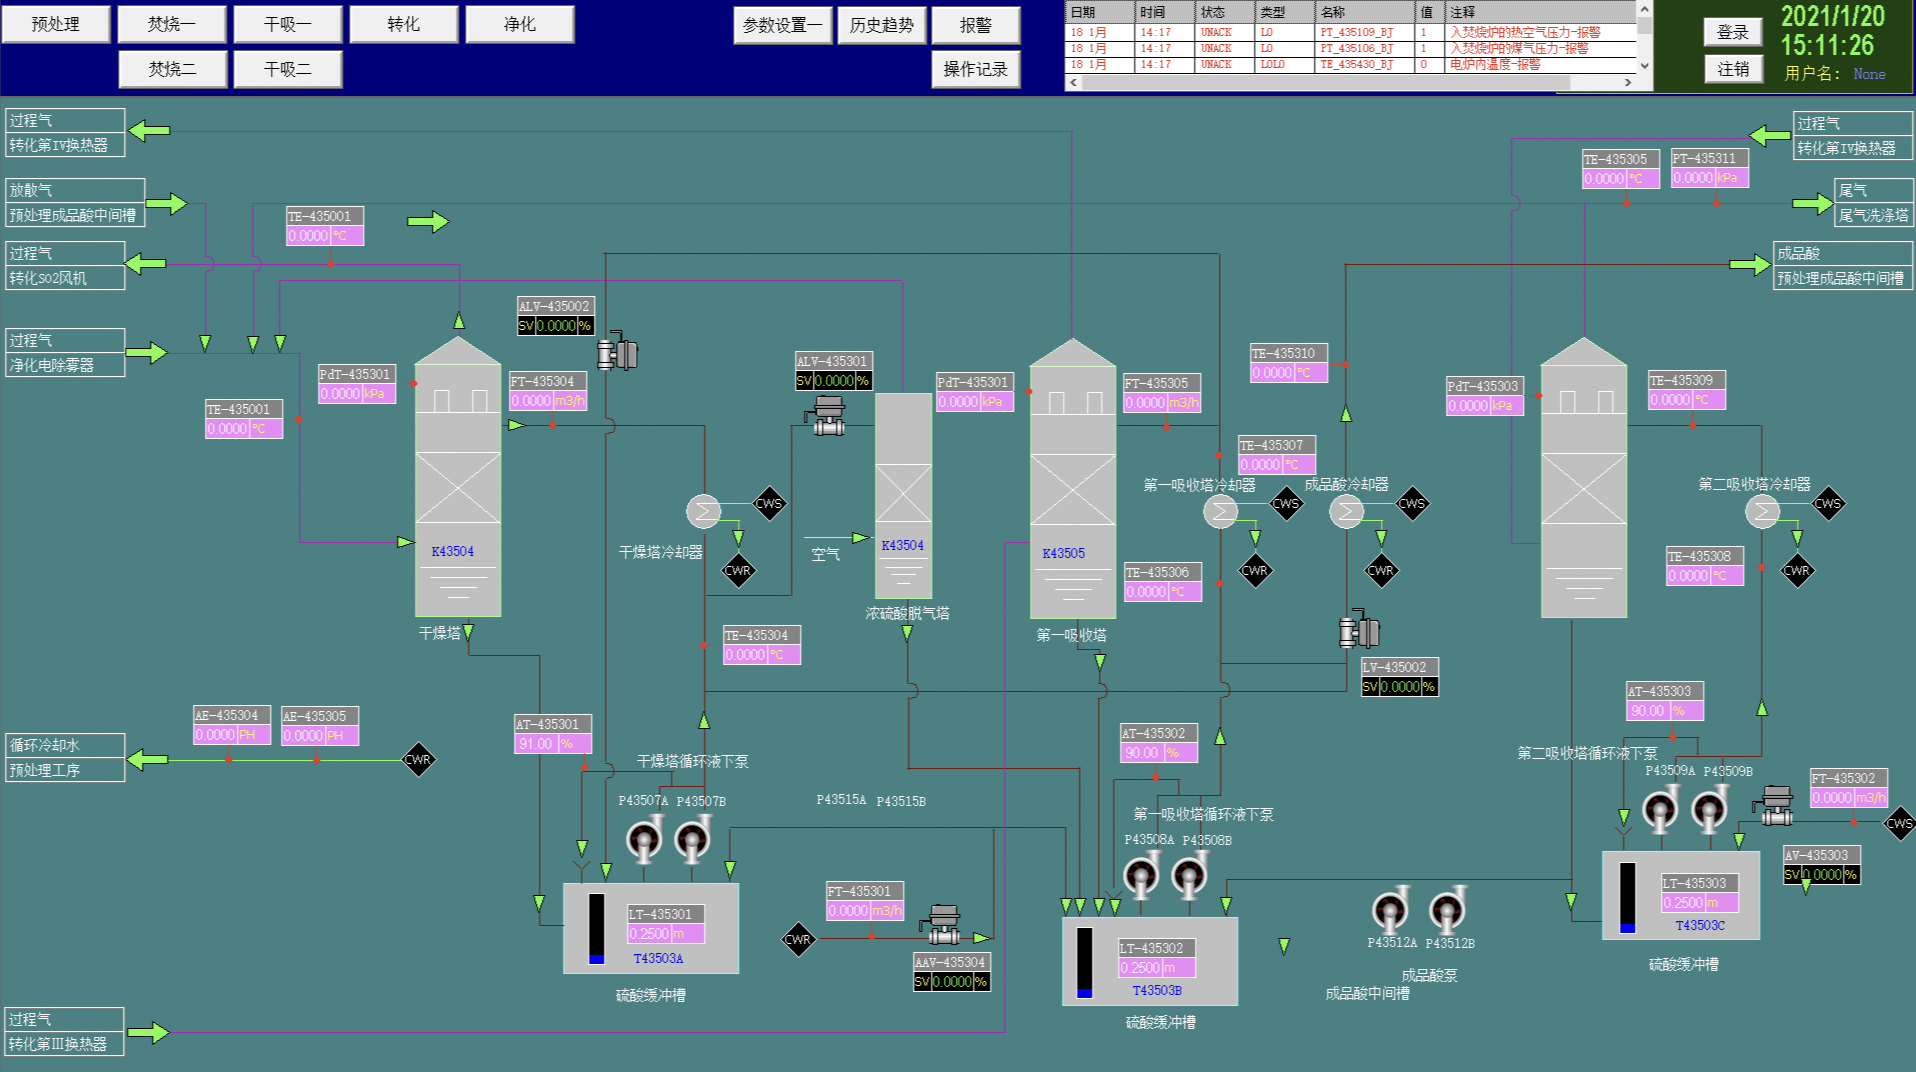 预处理 焚烧一 干吸一 转化 净化 参数设置一 历史趋势 报警
焚烧二 干吸二 操作记录
日期 时间 状态 类型 名称 值 注释
18 1月 14:17 UNACK LO PT_435109_BJ 1 入焚烧炉的热空气压力-报警
18 1月 14:17 UNACK LO PT_435106_BJ 1 入焚烧炉的煤气压力-报警
18 1月 14:17 UNACK LOLO TE_435430_BJ 0 电炉内温度-报警
登录
注销
2021/1/20
15:11:26
用户名: None
过程气
转化第IV换热器
放散气
预处理成品酸中间槽
过程气
转化SO2风机
过程气
净化电除雾器
循环冷却水
预处理工序
过程气
转化第III换热器
过程气
转化第IV换热器
尾气
尾气洗涤塔
成品酸
预处理成品酸中间槽
TE-435001
0.0000 ℃
TE-435001
0.0000 ℃
PdT-435301
0.0000 kPa
FT-435304
0.0000 m3/h
ALV-435002
SV 0.0000 %
ALV-435301
SV 0.0000 %
PdT-435301
0.0000 kPa
FT-435305
0.0000 m3/h
TE-435310
0.0000 ℃
TE-435307
0.0000 ℃
PdT-435303
0.0000 kPa
TE-435305
0.0000 ℃
PT-435311
0.0000 kPa
TE-435309
0.0000 ℃
第一吸收塔冷却器
成品酸冷却器
第二吸收塔冷却器
CWS
CWS
CWS
CWS
K43504
K43504
K43505
干燥塔冷却器
空气
CWR
CWR
CWR
CWR
TE-435306
0.0000 ℃
TE-435308
0.0000 ℃
干燥塔
浓硫酸脱气塔
第一吸收塔
TE-435304
0.0000 ℃
LV-435002
SV 0.0000 %
AE-435304
0.0000 PH
AE-435305
0.0000 PH
CWR
AT-435301
91.00 %
AT-435302
90.00 %
AT-435303
90.00 %
干燥塔循环液下泵
P43507A P43507B
P43515A P43515B
第一吸收塔循环液下泵
P43508A P43508B
第二吸收塔循环液下泵
P43509A P43509B
FT-435302
0.0000 m3/h
CWS
AV-435303
SV 0.0000 %
LT-435301
0.2500 m
T43503A
硫酸缓冲槽
FT-435301
0.0000 m3/h
CWR
AAV-435304
SV 0.0000 %
LT-435302
0.2500 m
T43503B
硫酸缓冲槽
P43512A P43512B
成品酸泵
成品酸中间槽
LT-435303
0.2500 m
T43503C
硫酸缓冲槽